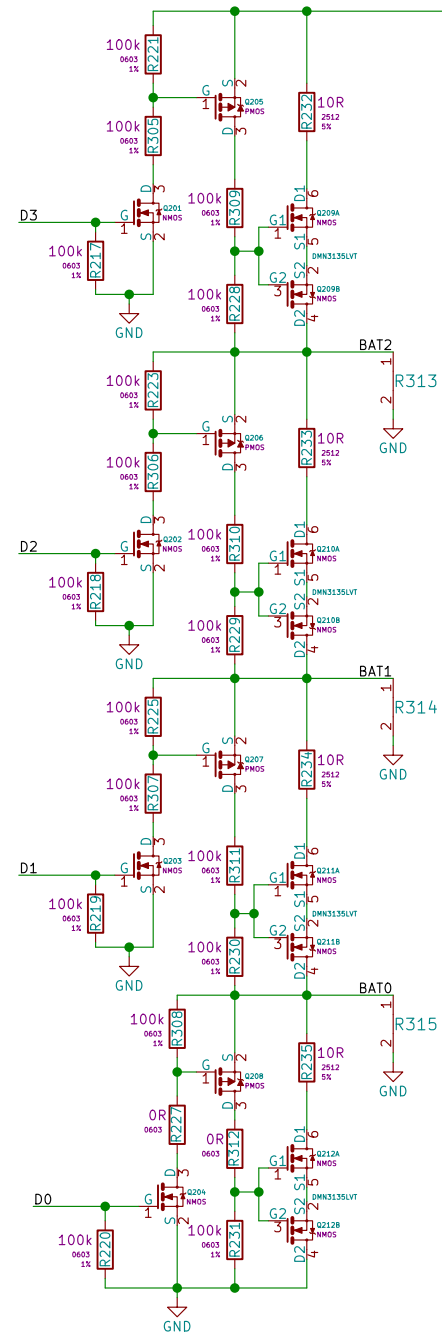 100k
0603
1%
R221
S
2
G
1
Q205
PMOS
D
3
R232
10R
2512
5%
100k
0603
1%
R305
D
3
Q201
NMOS
D3
G
1
S
2
100k
0603
1%
R309
D1
6
G1
1
Q209A
NMOS
S1
5
100k
0603
1%
R217
DMN3135LVT
S2
2
100k
0603
1%
R228
G2
3
Q209B
NMOS
D2
4
GND
BAT2
100k
0603
1%
R223
1
R313
2
GND
S
2
G
1
Q206
PMOS
D
3
R233
10R
2512
5%
100k
0603
1%
R306
D
3
Q202
NMOS
D2
G
1
S
2
100k
0603
1%
R310
D1
6
G1
1
Q210A
NMOS
S1
5
100k
0603
1%
R218
DMN3135LVT
S2
2
100k
0603
1%
R229
G2
3
Q210B
NMOS
D2
4
GND
BAT1
100k
0603
1%
R225
1
R314
2
GND
S
2
G
1
Q207
PMOS
D
3
R234
10R
2512
5%
100k
0603
1%
R307
D
3
Q203
NMOS
D1
G
1
S
2
100k
0603
1%
R311
D1
6
G1
1
Q211A
NMOS
S1
5
100k
0603
1%
R219
DMN3135LVT
S2
2
100k
0603
1%
R230
G2
3
Q211B
NMOS
D2
4
GND
BAT0
100k
0603
1%
R308
1
R315
2
GND
S
2
G
1
Q208
PMOS
D
3
R235
10R
2512
5%
0R
0603
R227
D
3
Q204
NMOS
D0
G
1
S
2
0R
0603
R312
D1
6
G1
1
Q212A
NMOS
S1
5
100k
0603
1%
R220
DMN3135LVT
S2
2
100k
0603
1%
R231
G2
3
Q212B
NMOS
D2
4
GND